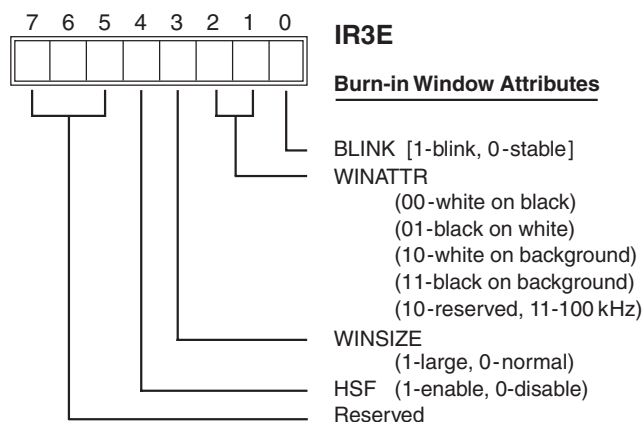 7 6 5 4 3 2 1 0
IR3E
Burn-in Window Attributes
BLINK [1-blink, 0-stable]
WINATTR
(00-white on black)
(01-black on white)
(10-white on background)
(11-black on background)
(10-reserved, 11-100 kHz)
WINSIZE
(1-large, 0-normal)
HSF (1-enable, 0-disable)
Reserved